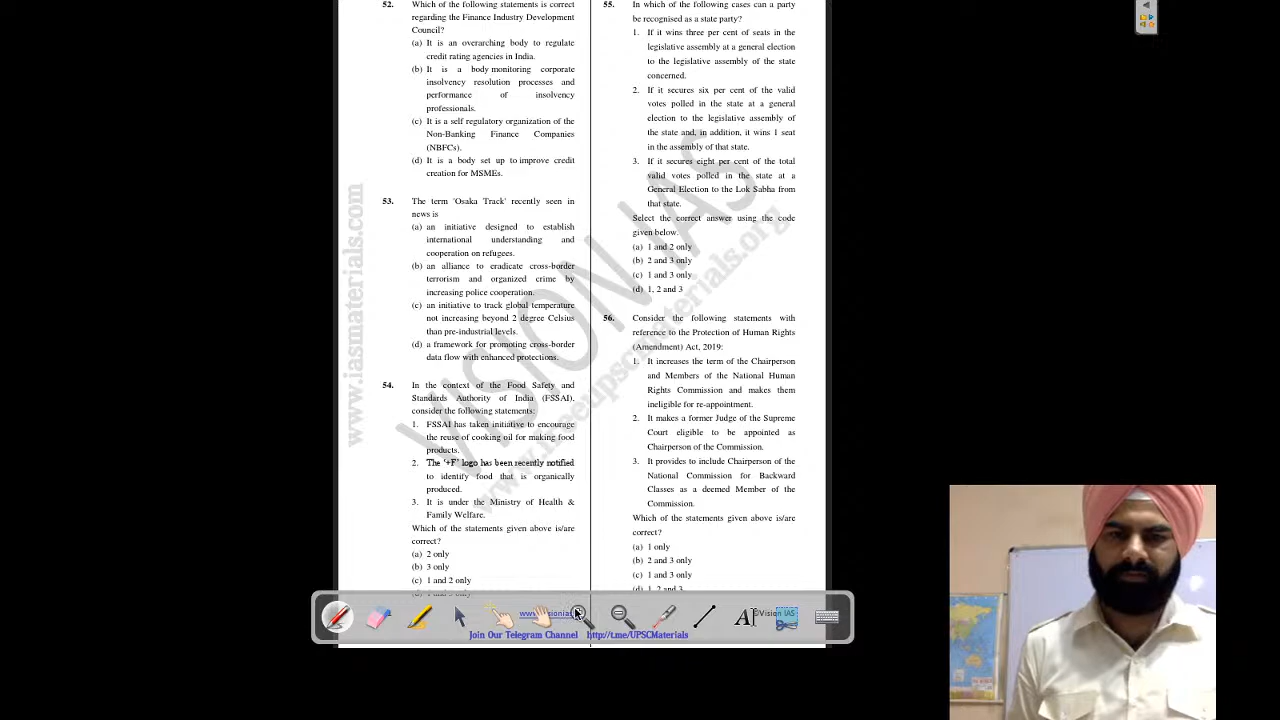 52. Which of the following statements is correct
regarding the Finance Industry Development
Council?
(a) It is an overarching body to regulate
credit rating agencies in India.
(b) It is a body monitoring corporate
insolvency resolution processes and
performance of insolvency
professionals.
(c) It is a self regulatory organization of the
Non-Banking Finance Companies
(NBFCs).
(d) It is a body set up to improve credit
creation for MSMEs.
53. The term 'Osaka Track' recently seen in
news is
(a) an initiative designed to establish
international understanding and
cooperation on refugees.
(b) an alliance to eradicate cross-border
terrorism and organized crime by
increasing police cooperation.
(c) an initiative to track global temperature
not increasing beyond 2 degree Celsius
than pre-industrial levels.
(d) a framework for promoting cross-border
data flow with enhanced protections.
54. In the context of the Food Safety and
Standards Authority of India (FSSAI),
consider the following statements:
1. FSSAI has taken initiative to encourage
the reuse of cooking oil for making food
products.
2. The '+F' logo has been recently notified
to identify food that is organically
produced.
3. It is under the Ministry of Health &
Family Welfare.
Which of the statements given above is/are
correct?
(a) 2 only
(b) 3 only
(c) 1 and 2 only
55. In which of the following cases can a party
be recognised as a state party?
1. If it wins three per cent of seats in the
legislative assembly at a general election
to the legislative assembly of the state
concerned.
2. If it secures six per cent of the valid
votes polled in the state at a general
election to the legislative assembly of
the state and, in addition, it wins 1 seat
in the assembly of that state.
3. If it secures eight per cent of the total
valid votes polled in the state at a
General Election to the Lok Sabha from
that state.
Select the correct answer using the code
given below.
(a) 1 and 2 only
(b) 2 and 3 only
(c) 1 and 3 only
(d) 1, 2 and 3
56. Consider the following statements with
reference to the Protection of Human Rights
(Amendment) Act, 2019:
1. It increases the term of the Chairperson
and Members of the National Human
Rights Commission and makes them
ineligible for re-appointment.
2. It makes a former Judge of the Supreme
Court eligible to be appointed as
Chairperson of the Commission.
3. It provides to include Chairperson of the
National Commission for Backward
Classes as a deemed Member of the
Commission.
Which of the statements given above is/are
correct?
(a) 1 only
(b) 2 and 3 only
(c) 1 and 3 only
(d) 1, 2 and 3
©Vision IAS
Join Our Telegram Channel http://t.me/UPSCMaterials
www.iasmaterials.com
VISION IAS